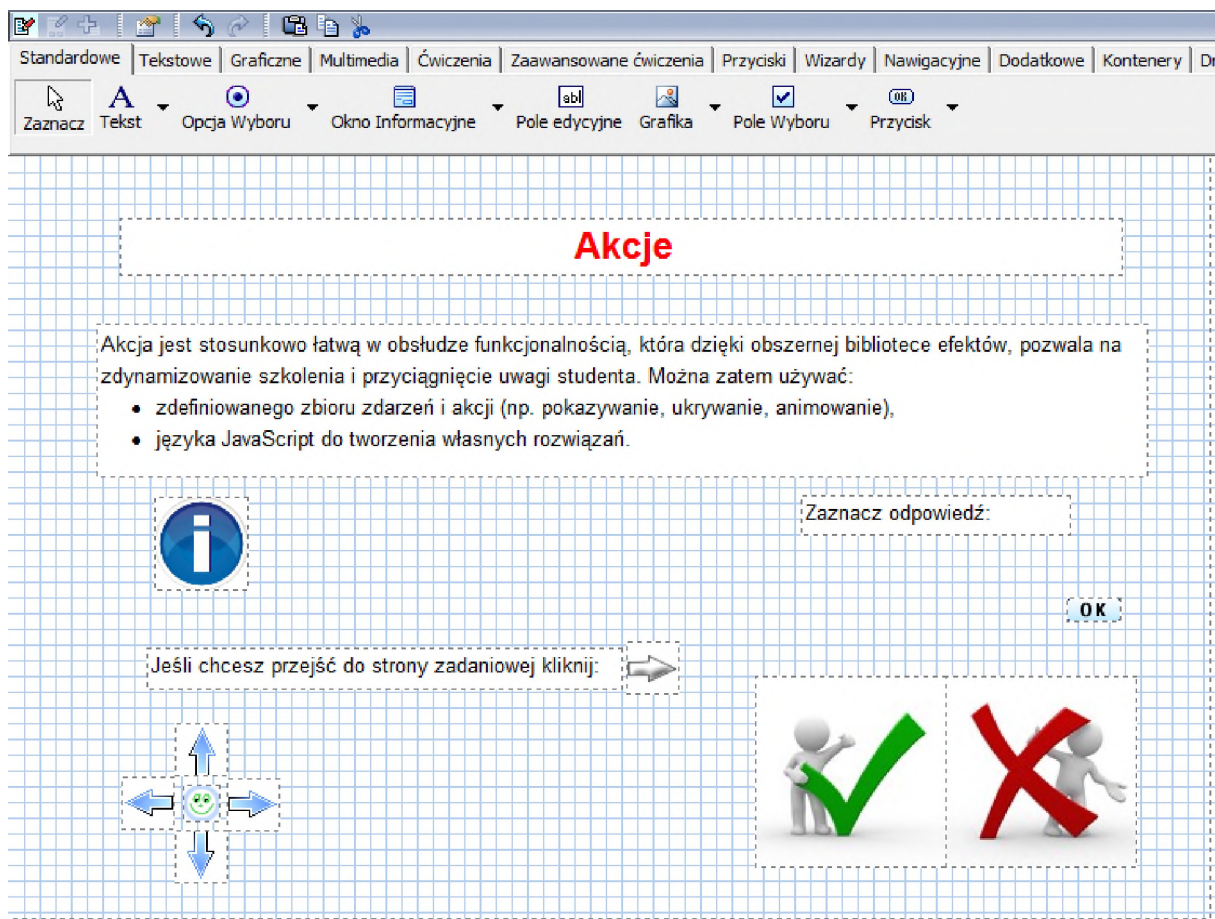 Standardowe Tekstowe Graficzne Multimedia Ćwiczenia Zaawansowane ćwiczenia Przyciski Wizardy Nawigacyjne Dodatkowe Kontenery
Zaznacz Tekst Opcja Wyboru Okno Informacyjne abl Pole edycyjne Grafika Pole Wyboru OK Przycisk
Akcje
Akcja jest stosunkowo łatwą w obsłudze funkcjonalnością, która dzięki obszernej bibliotece efektów, pozwala na
zdynamizowanie szkolenia i przyciągnięcie uwagi studenta. Można zatem używać:
• zdefiniowanego zbioru zdarzeń i akcji (np. pokazywanie, ukrywanie, animowanie),
• języka JavaScript do tworzenia własnych rozwiązań.
Zaznacz odpowiedź:
OK
Jeśli chcesz przejść do strony zadaniowej kliknij: